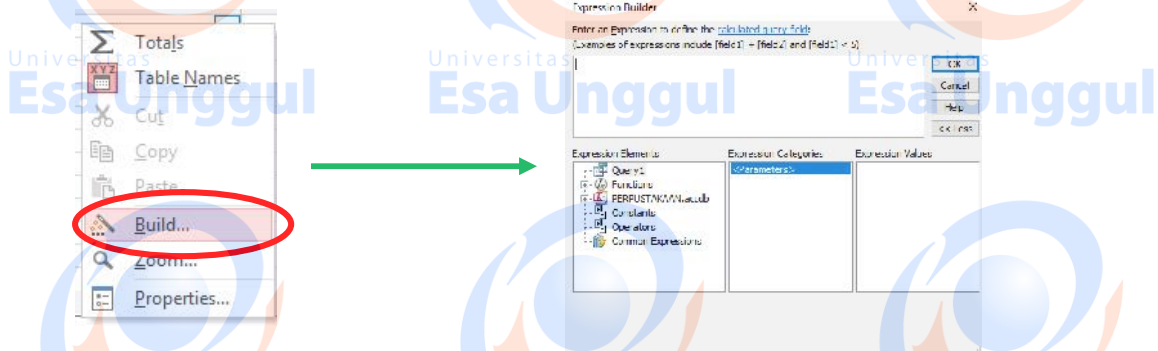 Totals
Table Names
Cut
Copy
Paste
Build...
Zoom...
Properties...
Expression Builder
Enter an Expression to define the calculated query field:
(Examples of expressions include [field1] + [field2] and [field1] < 5)
OK
Cancel
Help
<< Less
Expression Elements
Expression Categories
Expression Values
Query1
Functions
PERPUSTAKAAN.accdb
Constants
Operators
Common Expressions
<Parameters>
Universitas
Esa Unggul
Universitas
Esa Unggul
Universitas
Esa Unggul